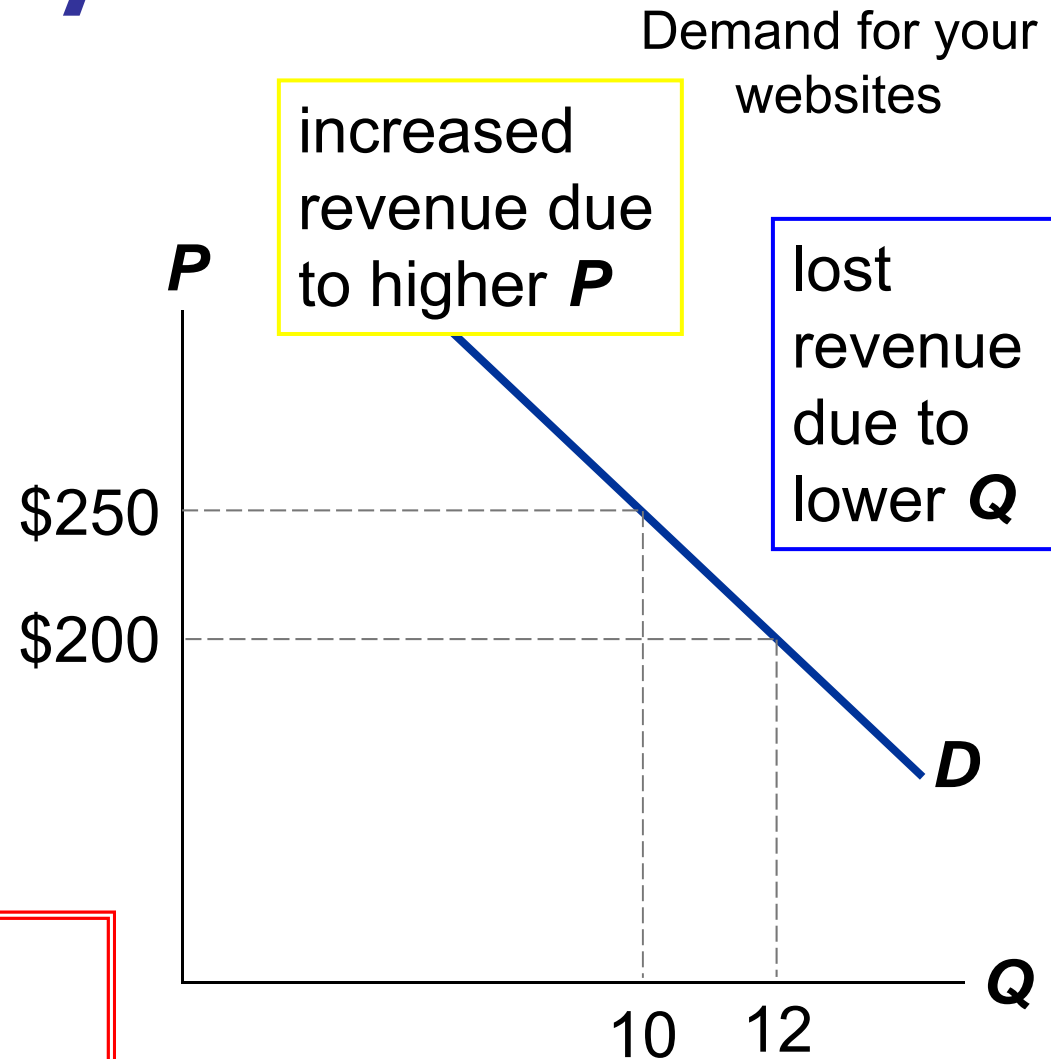 Demand for your
websites
increased
revenue due
to higher P
lost
revenue
due to
lower Q
P
$250
$200
D
Q
10 12